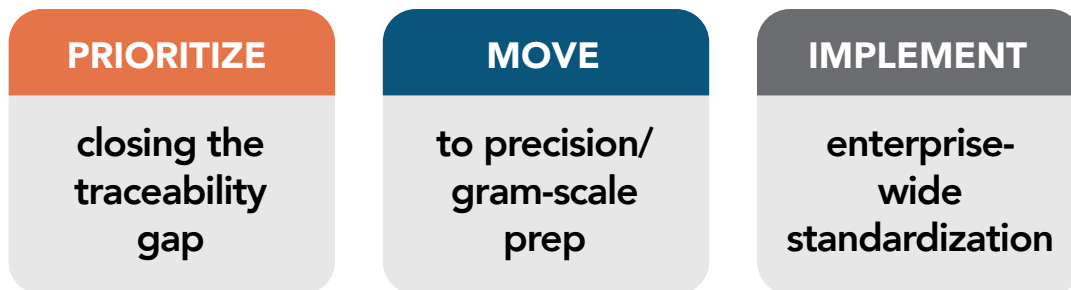 PRIORITIZE
closing the
traceability
gap
MOVE
to precision/
gram-scale
prep
IMPLEMENT
enterprise-
wide
standardization